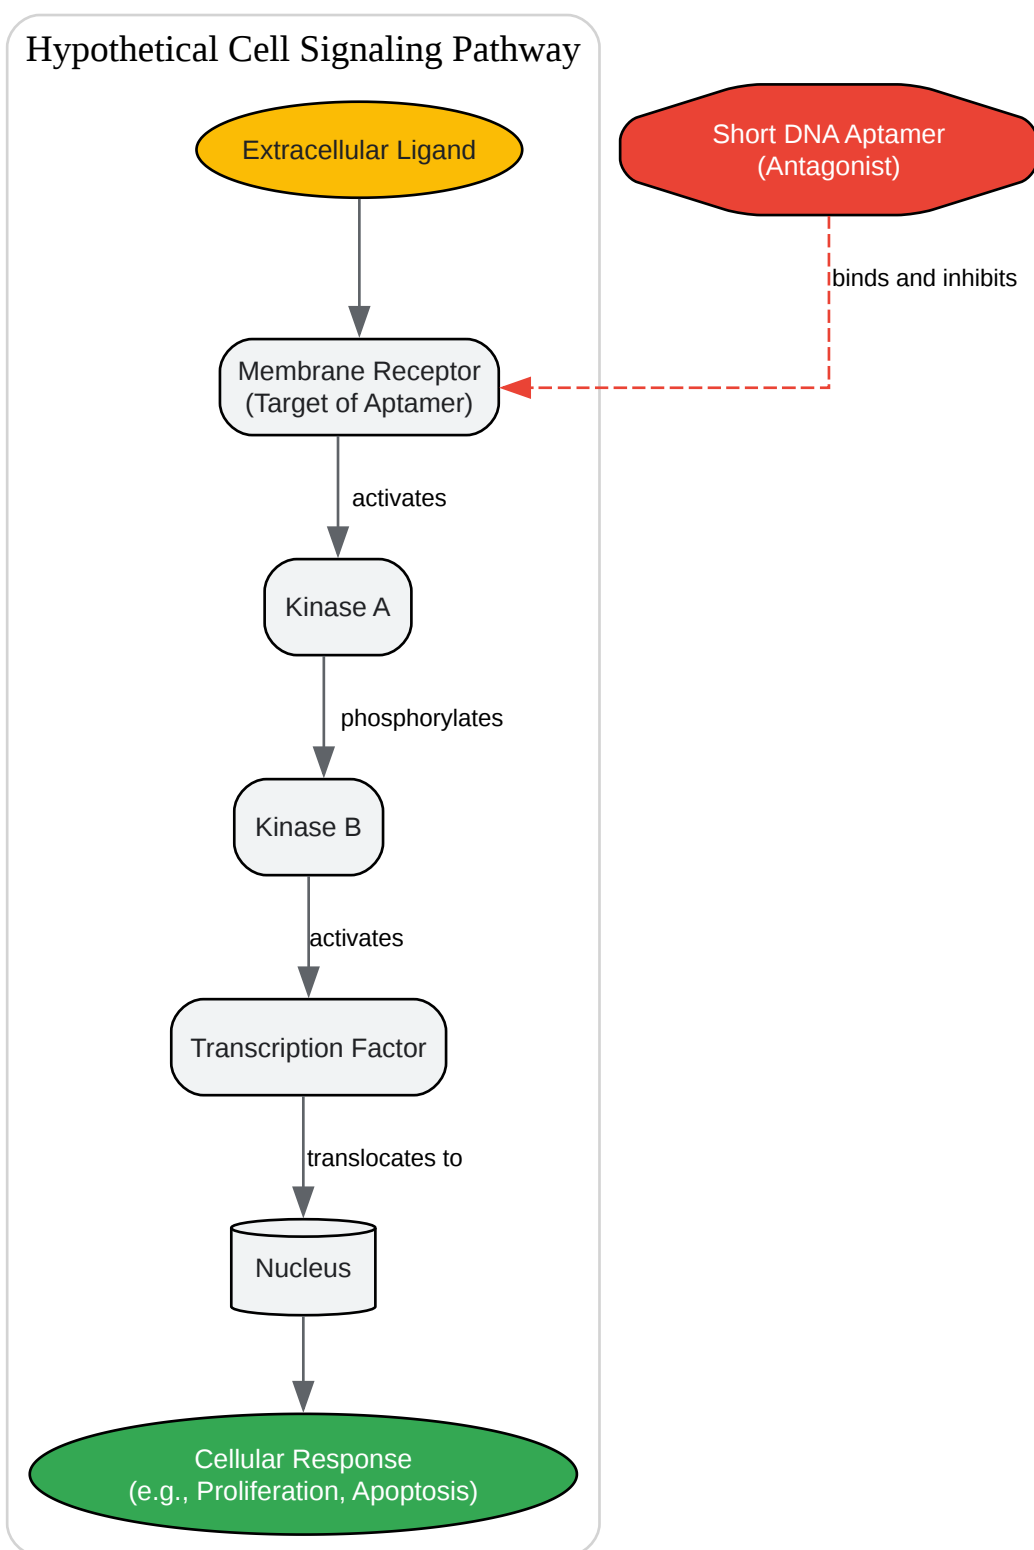 Hypothetical Cell Signaling Pathway
Extracellular Ligand
Short DNA Aptamer
(Antagonist)
binds and inhibits
Membrane Receptor
(Target of Aptamer)
activates
Kinase A
phosphorylates
Kinase B
activates
Transcription Factor
translocates to
Nucleus
Cellular Response
(e.g., Proliferation, Apoptosis)